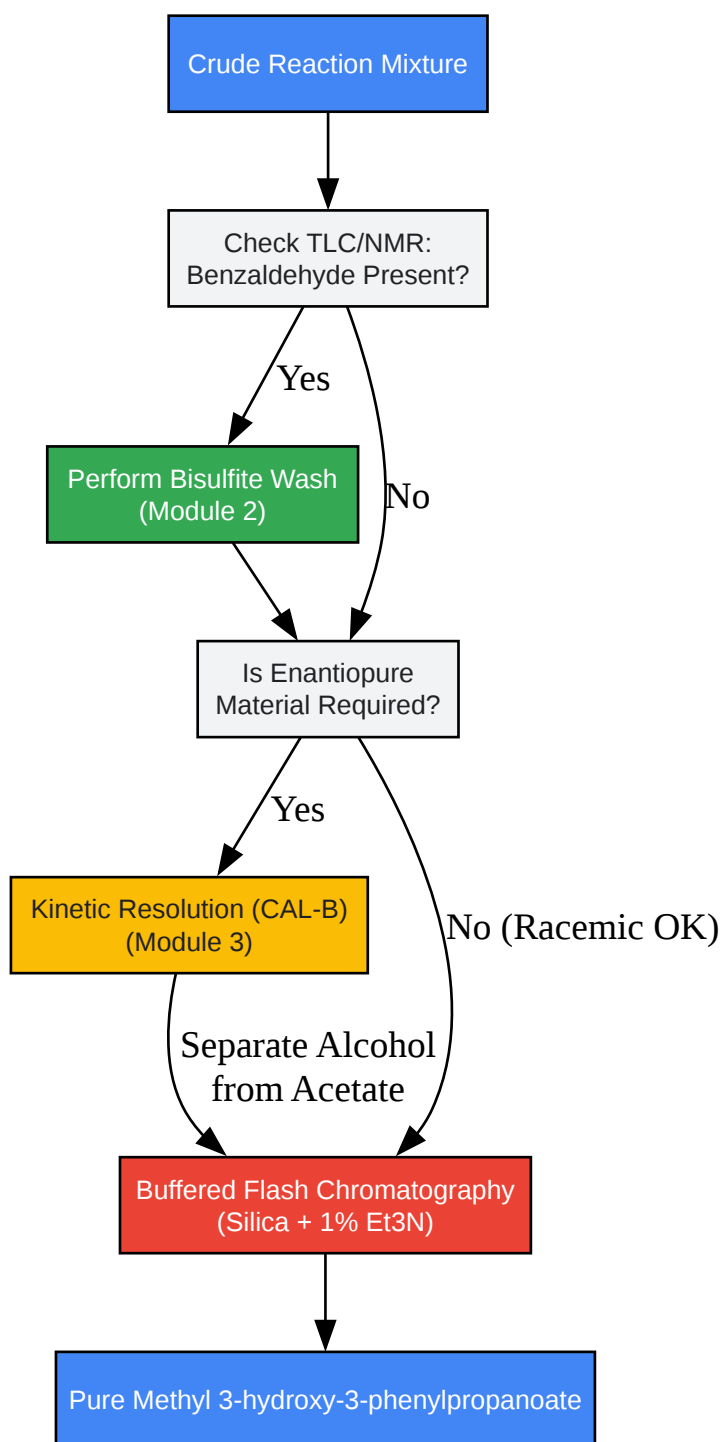 Crude Reaction Mixture
Check TLC/NMR:
Benzaldehyde Present?
Yes
Perform Bisulfite Wash
(Module 2)
No
Is Enantiopure
Material Required?
Yes
Kinetic Resolution (CAL-B)
(Module 3)
No (Racemic OK)
Separate Alcohol
from Acetate
Buffered Flash Chromatography
(Silica + 1% Et3N)
Pure Methyl 3-hydroxy-3-phenylpropanoate